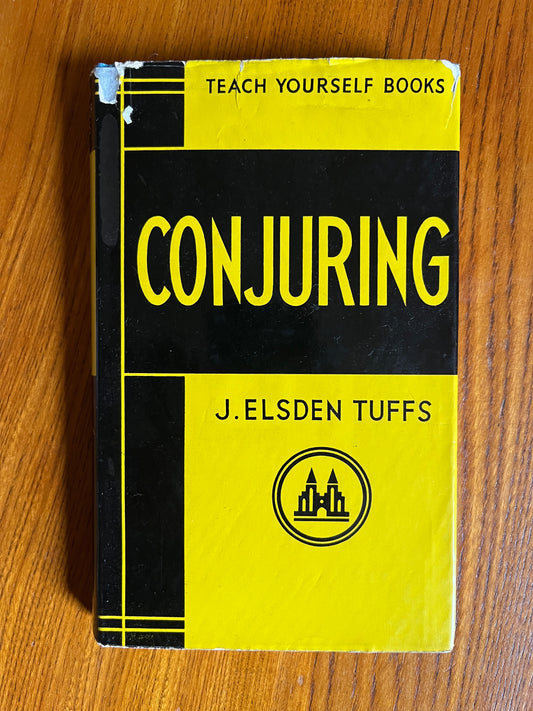 TEACH YOURSELF BOOKS
CONJURING
J. ELSDEN TUFFS